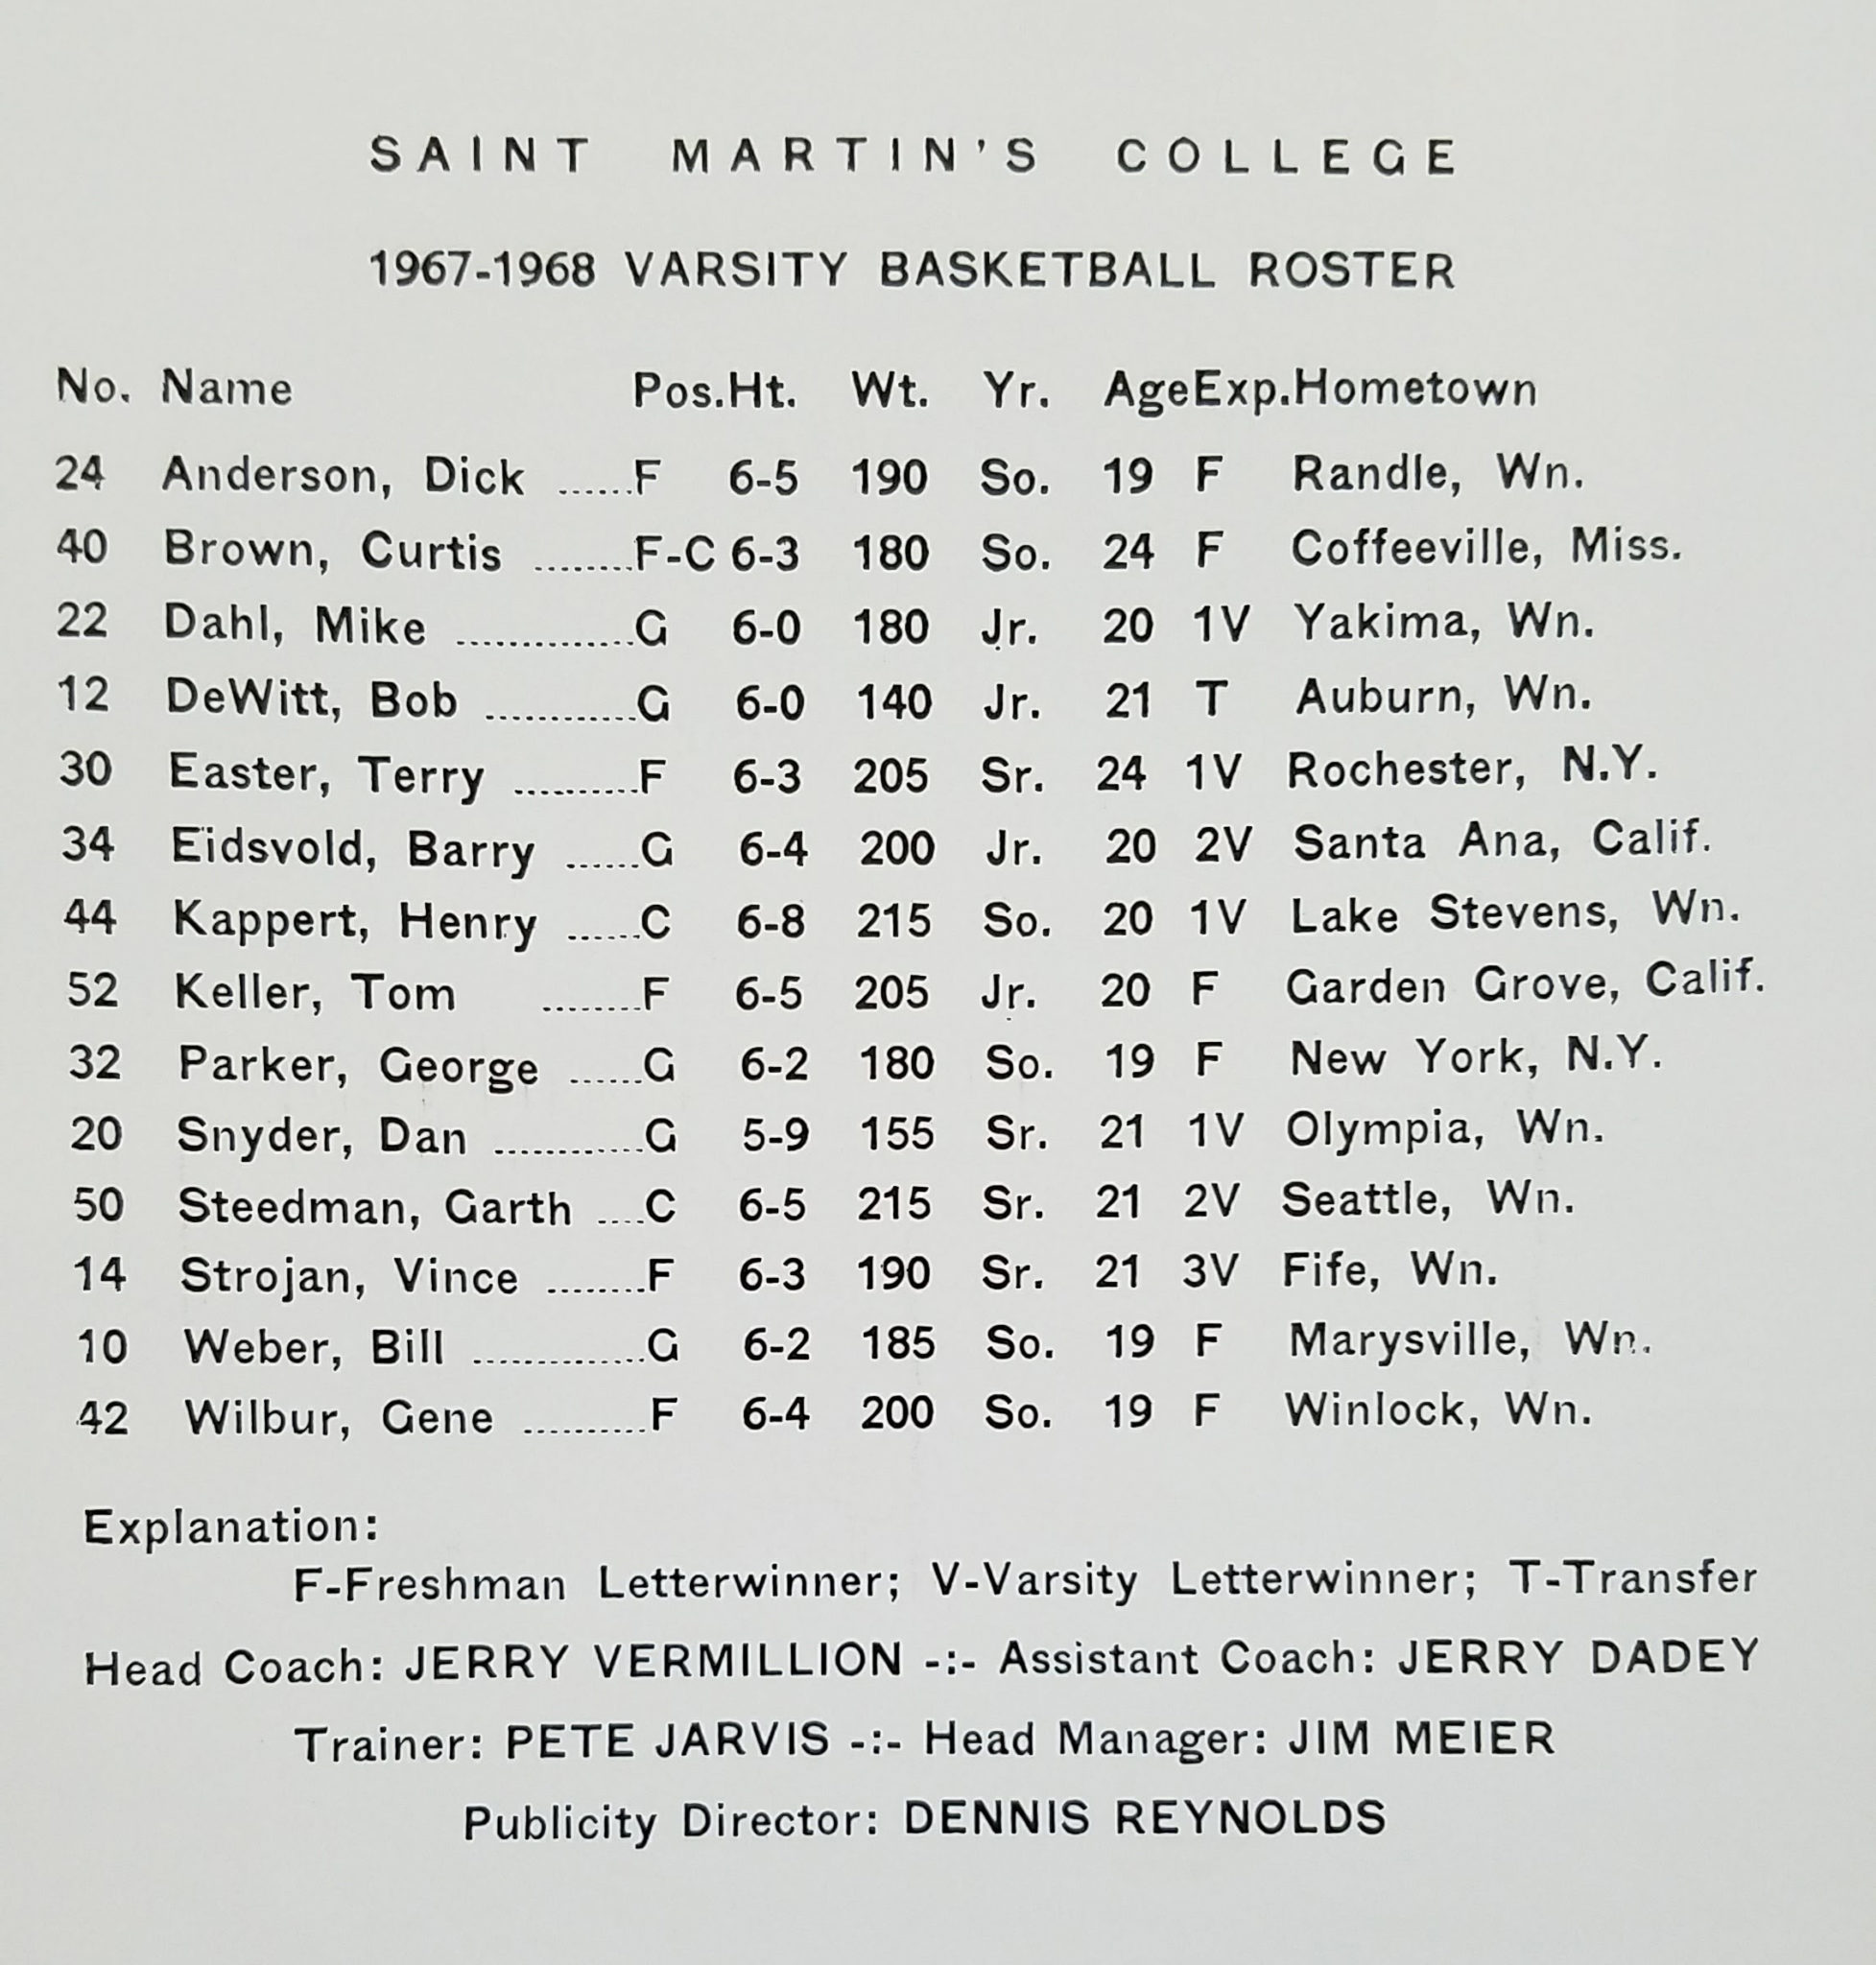 SAINT MARTIN'S COLLEGE
1967-1968 VARSITY BASKETBALL ROSTER
No. Name Pos. Ht. Wt. Yr. Age Exp. Hometown
24 Anderson, Dick ......F 6-5 190 So. 19 F Randle, Wn.
40 Brown, Curtis ........F-C 6-3 180 So. 24 F Coffeeville, Miss.
22 Dahl, Mike ..............G 6-0 180 Jr. 20 1V Yakima, Wn.
12 DeWitt, Bob ............G 6-0 140 Jr. 21 T Auburn, Wn.
30 Easter, Terry ..........F 6-3 205 Sr. 24 1V Rochester, N.Y.
34 Eidsvold, Barry ......G 6-4 200 Jr. 20 2V Santa Ana, Calif.
44 Kappert, Henry ......C 6-8 215 So. 20 1V Lake Stevens, Wn.
52 Keller, Tom ........F 6-5 205 Jr. 20 F Garden Grove, Calif.
32 Parker, George ......G 6-2 180 So. 19 F New York, N.Y.
20 Snyder, Dan ............G 5-9 155 Sr. 21 1V Olympia, Wn.
50 Steedman, Garth ....C 6-5 215 Sr. 21 2V Seattle, Wn.
14 Strojan, Vince ........F 6-3 190 Sr. 21 3V Fife, Wn.
10 Weber, Bill ..............G 6-2 185 So. 19 F Marysville, Wn.
42 Wilbur, Gene ..........F 6-4 200 So. 19 F Winlock, Wn.
Explanation:
F-Freshman Letterwinner; V-Varsity Letterwinner; T-Transfer
Head Coach: JERRY VERMILLION -:- Assistant Coach: JERRY DADEY
Trainer: PETE JARVIS -:- Head Manager: JIM MEIER
Publicity Director: DENNIS REYNOLDS